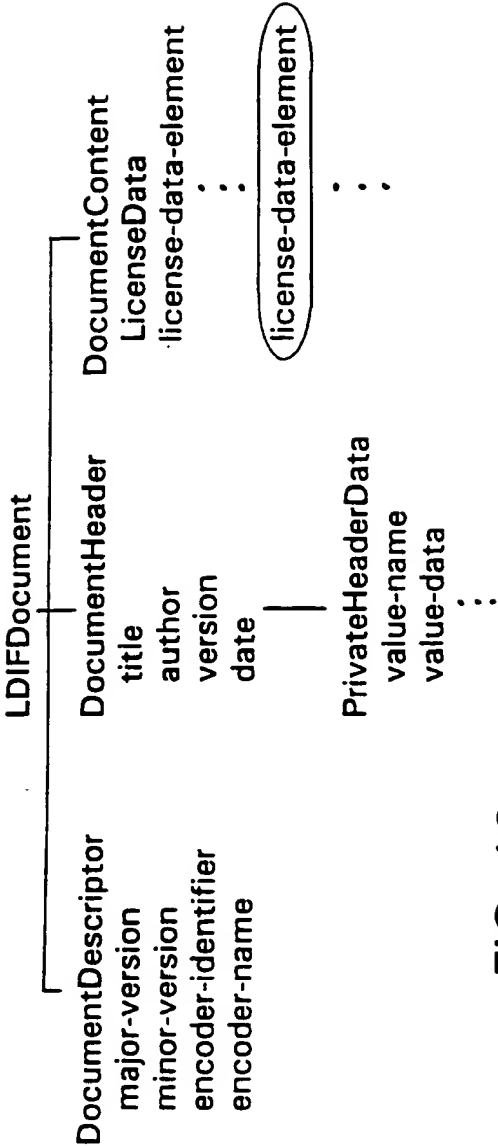 LDIFDocument
DocumentDescriptor
major-version
minor-version
encoder-identifier
encoder-name
DocumentHeader
title
author
version
date
PrivateHeaderData
value-name
value-data
DocumentContent
LicenseData
license-data-element
license-data-element